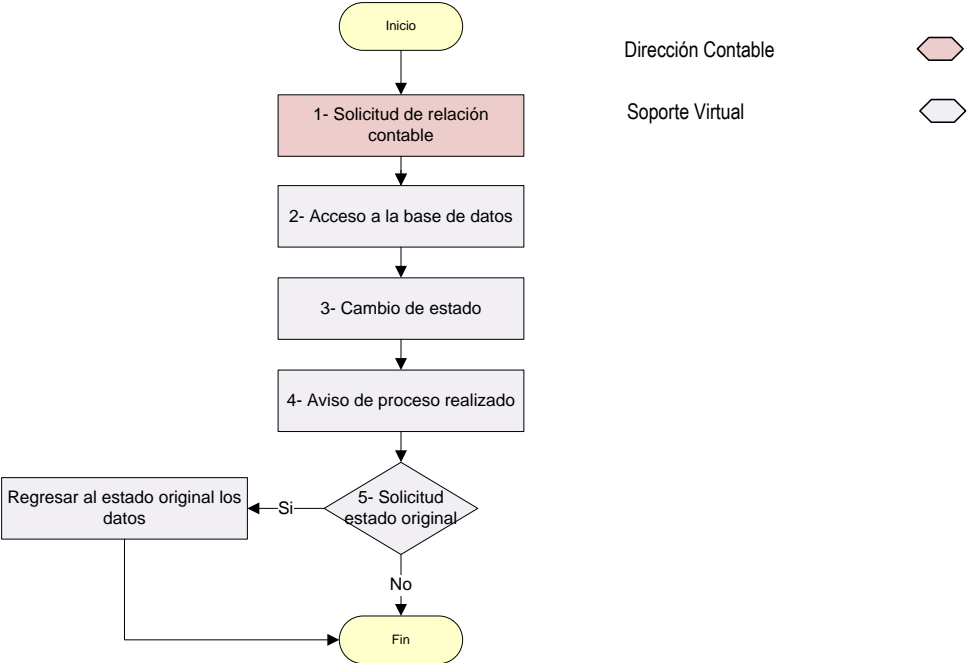 Inicio
Dirección Contable
1- Solicitud de relación
contable
Soporte Virtual
2- Acceso a la base de datos
3- Cambio de estado
4- Aviso de proceso realizado
5- Solicitud
estado original
Si
Regresar al estado original los
datos
No
Fin